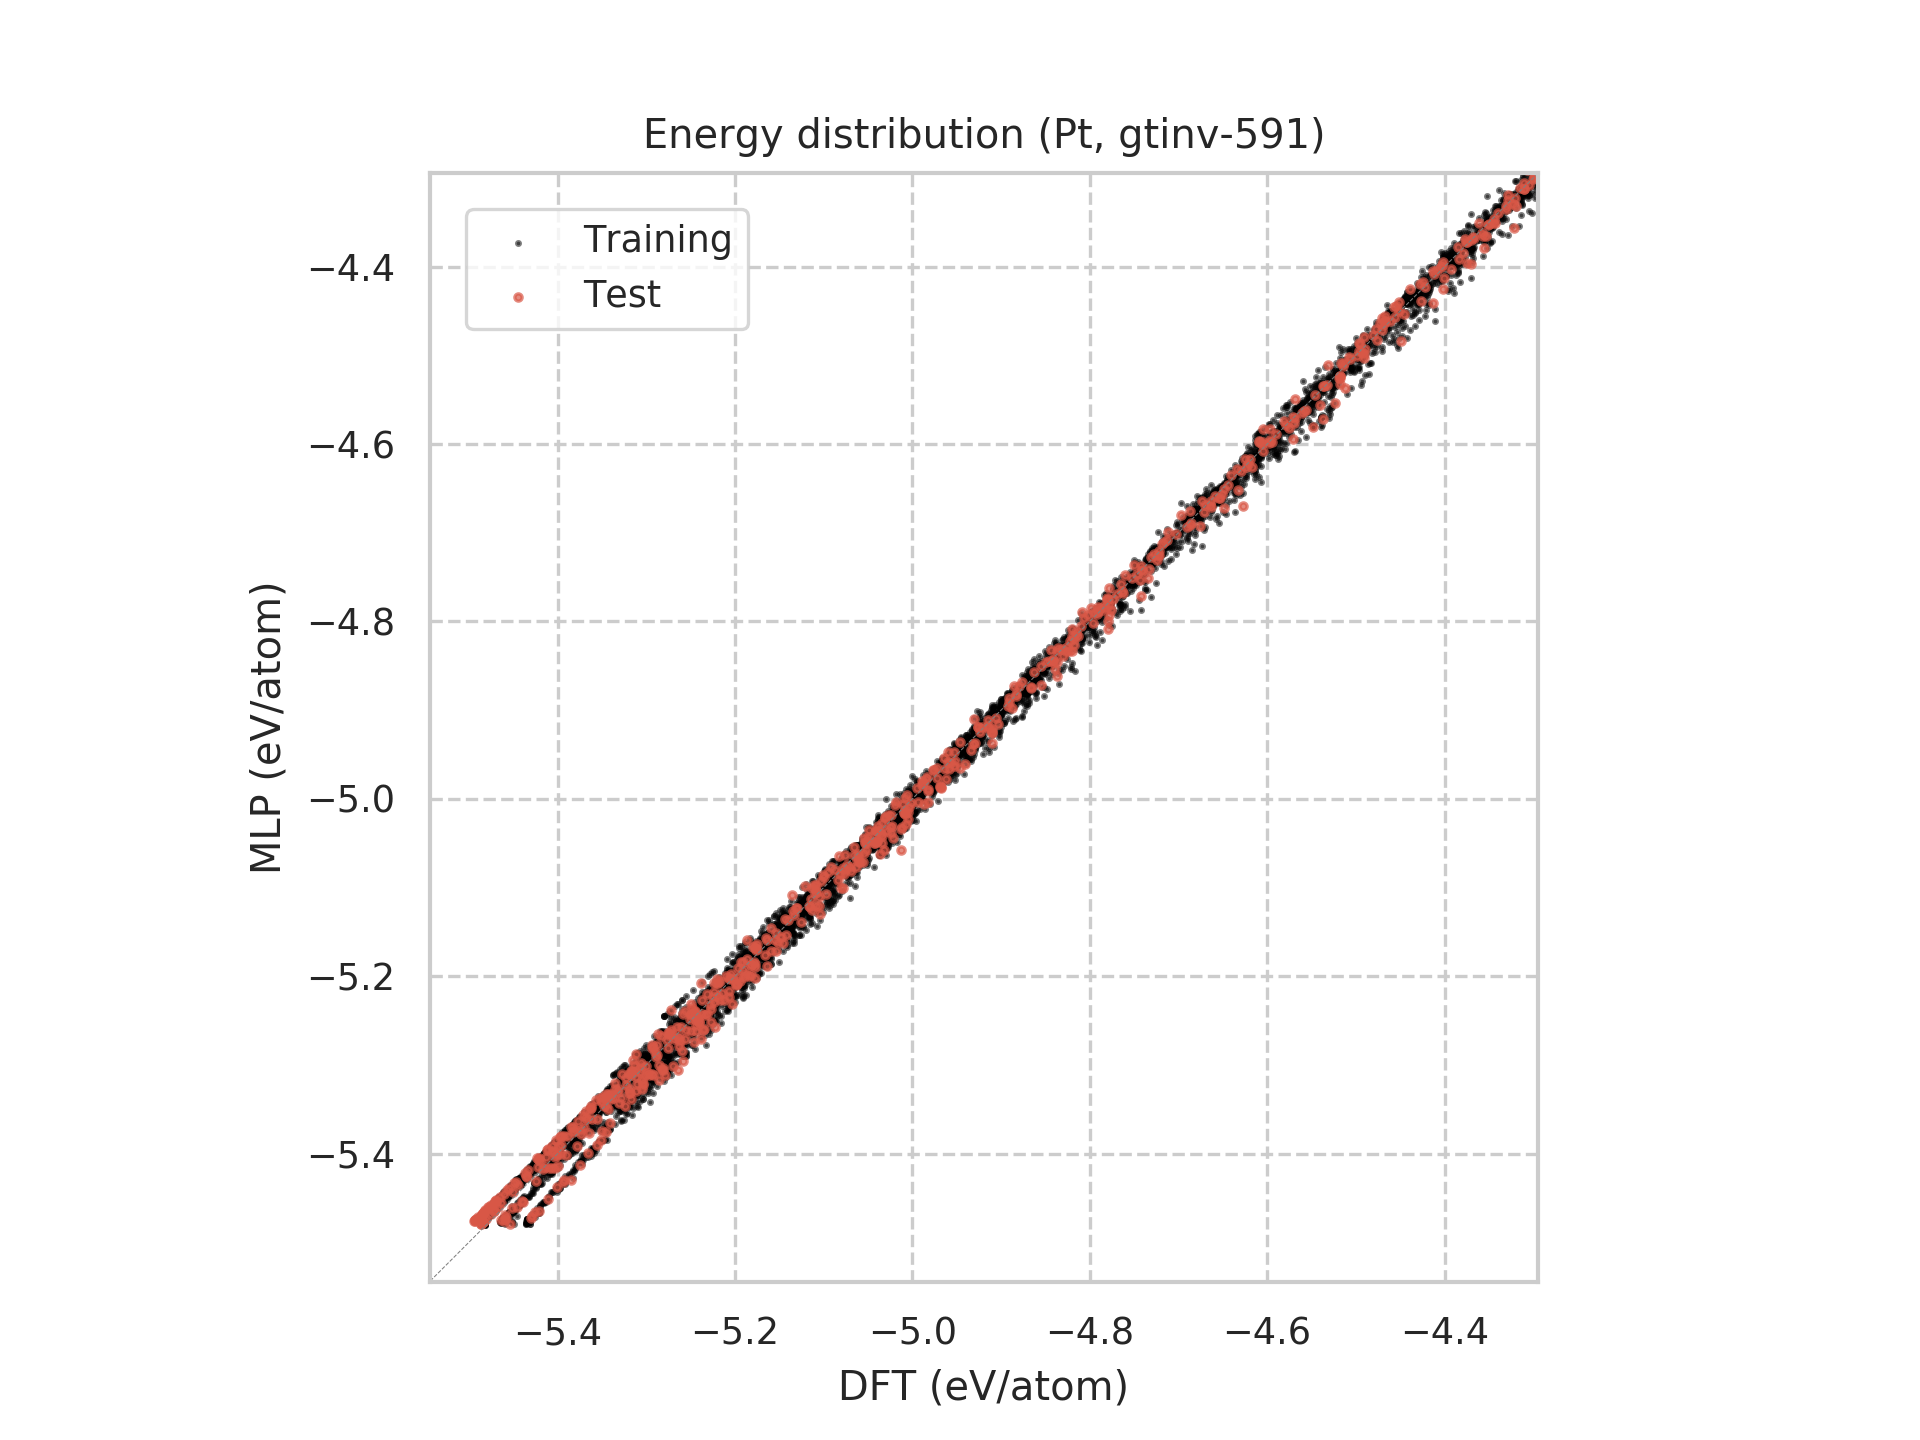 Energy distribution (Pt, gtinv-591)
Training
Test
−4.4
−4.6
−4.8
−5.0
−5.2
−5.4
MLP (eV/atom)
−5.4 −5.2 −5.0 −4.8 −4.6 −4.4
DFT (eV/atom)